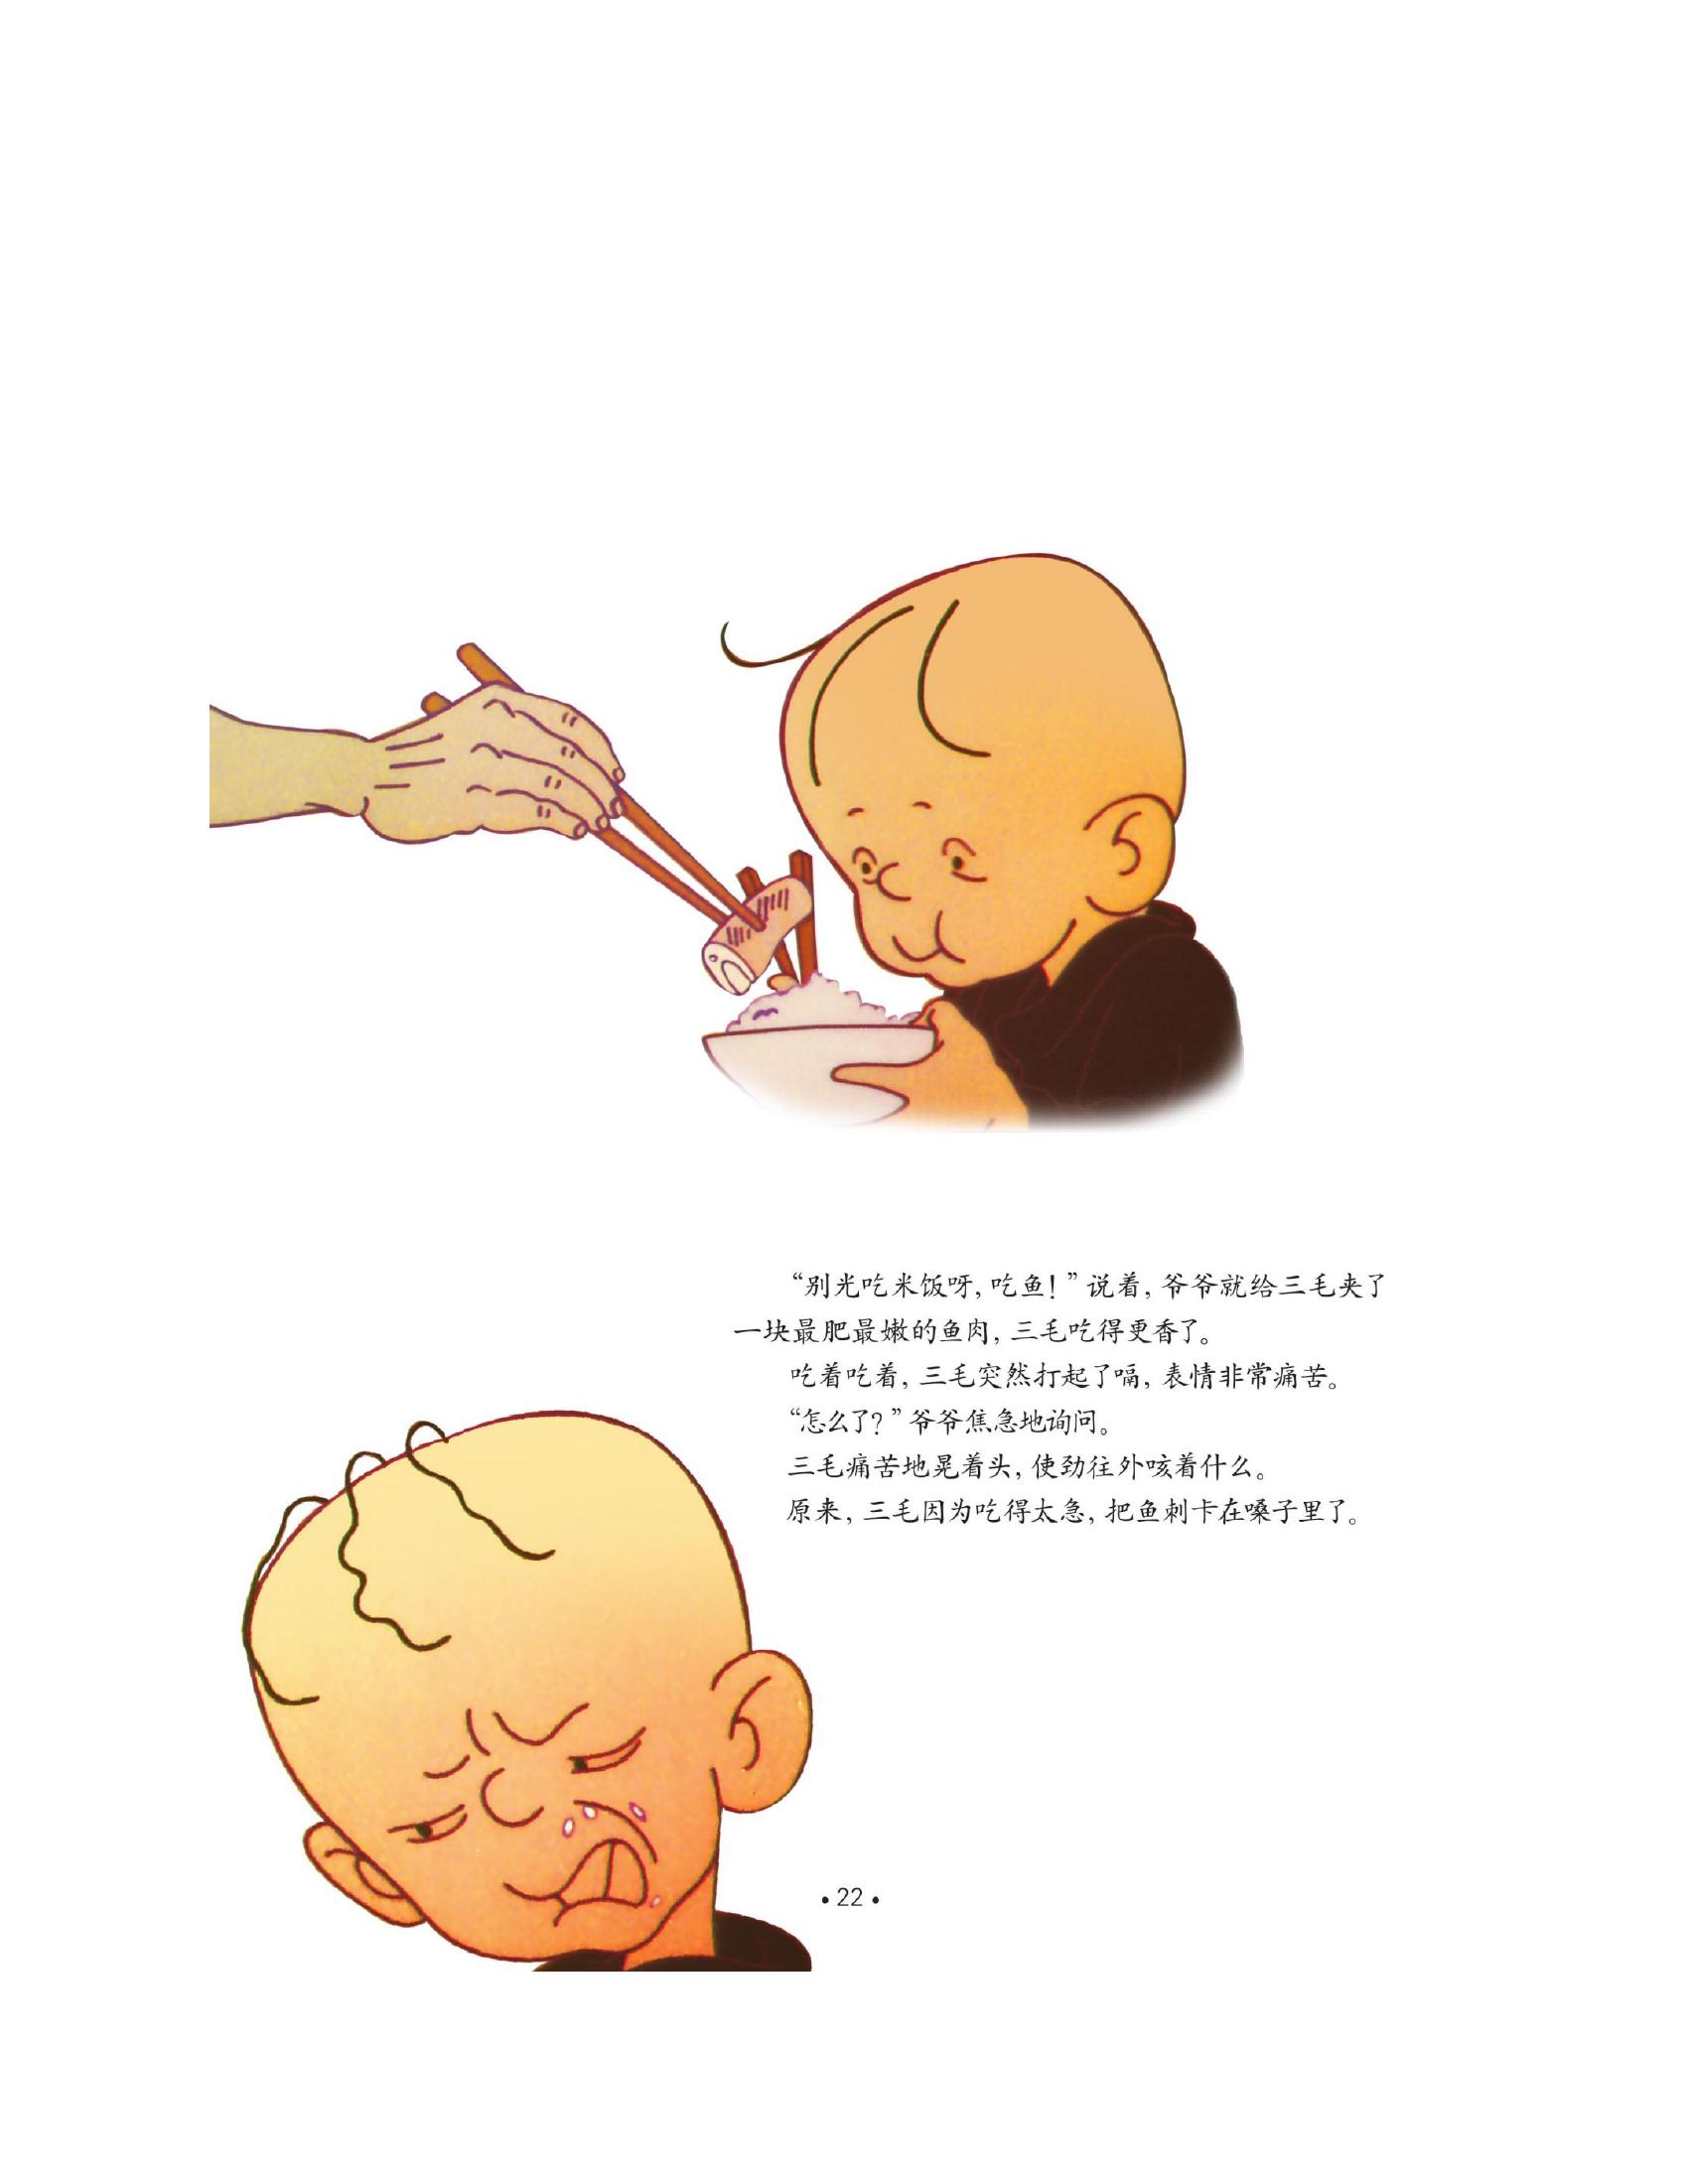 “别光吃米饭呀，吃鱼！”说着，爷爷就给三毛夹了
一块最肥最嫩的鱼肉，三毛吃得更香了。
吃着吃着，三毛突然打起了嗝，表情非常痛苦。
“怎么了？”爷爷焦急地询问。
三毛痛苦地晃着头，使劲往外咳着什么。
原来，三毛因为吃得太急，把鱼刺卡在嗓子里了。
• 22 •